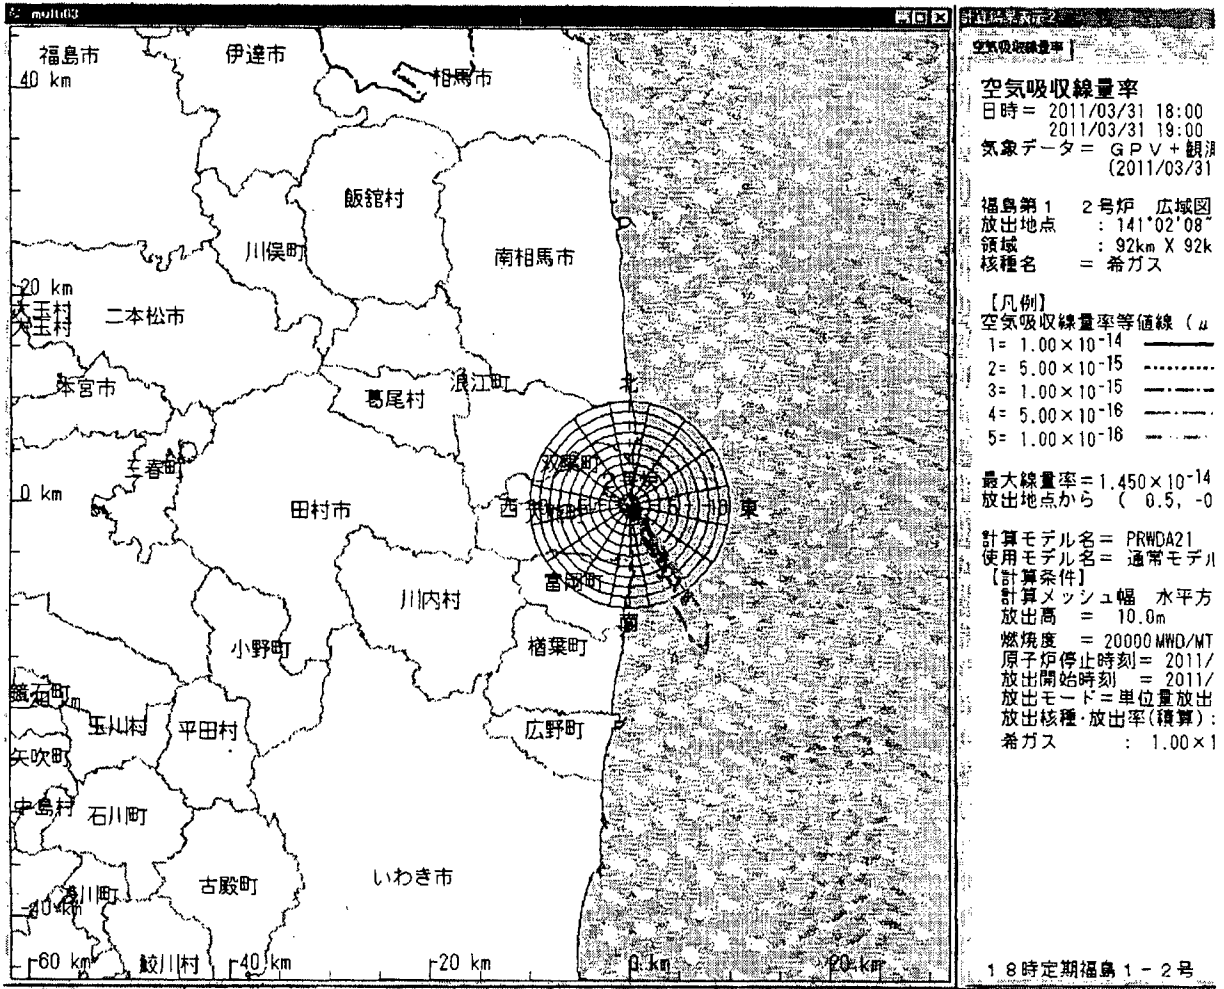 multi03
福島市
伊達市
相馬市
40 km
飯舘村
川俣町
南相馬市
20 km
大玉村
大玉村
二本松市
本宮市
葛尾村
浪江町
北
双葉町
三春町
0 km
田村市
西
東
富岡町
川内村
南
小野町
楢葉町
鏡石町
玉川村
平田村
広野町
矢吹町
中島村
石川町
浅川町
古殿町
いわき市
-40 km
鮫川村
-60 km
-40 km
-20 km
0 km
20 km
空気吸収線量率
空気吸収線量率
日時= 2011/03/31 18:00
2011/03/31 19:00
気象データ= GPV+観測
(2011/03/31
福島第1 2号炉 広域図
放出地点 : 141°02'08"
領域 : 92km X 92k
核種名 = 希ガス
【凡例】
空気吸収線量率等値線 (μ
1= 1.00×10⁻¹⁴
2= 5.00×10⁻¹⁵
3= 1.00×10⁻¹⁵
4= 5.00×10⁻¹⁶
5= 1.00×10⁻¹⁶
最大線量率=1.450×10⁻¹⁴
放出地点から ( 0.5, -0
計算モデル名= PRWDA21
使用モデル名= 通常モデル
【計算条件】
計算メッシュ幅 水平方
放出高 = 10.0m
燃焼度 = 20000MWD/MT
原子炉停止時刻= 2011/
放出開始時刻 = 2011/
放出モード=単位量放出
放出核種・放出率(積算):
希ガス : 1.00×1
18時定期福島1-2号